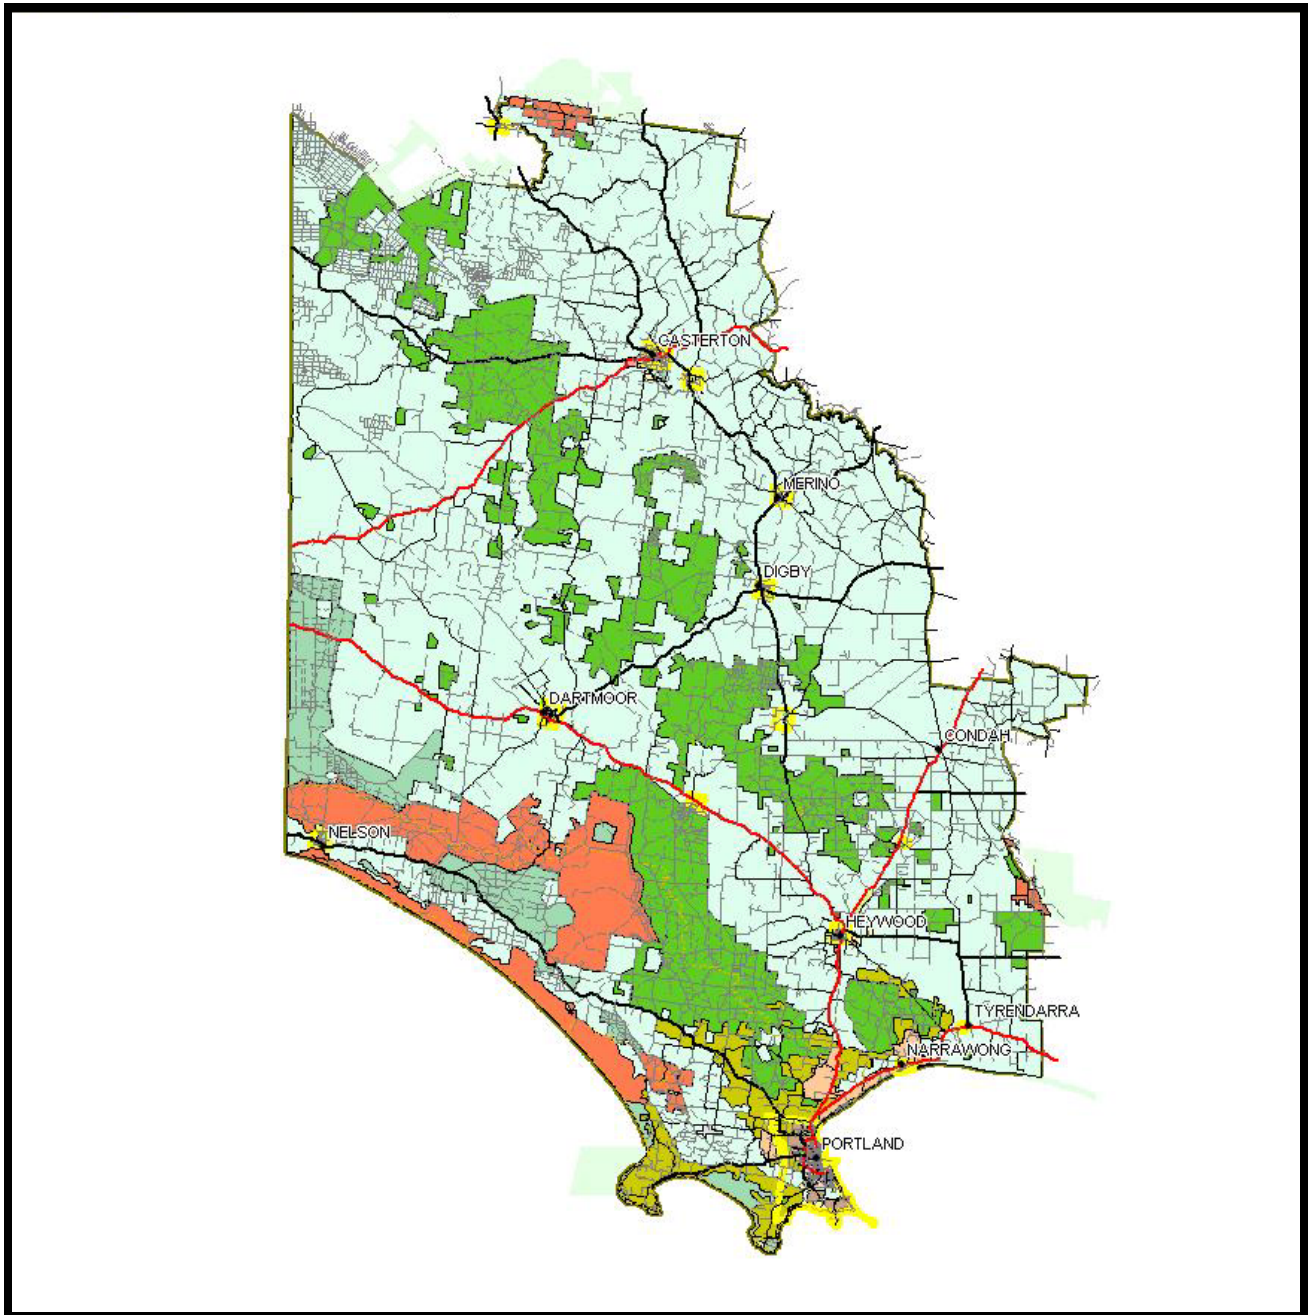 CASTERTON
MERINO
DIGBY
DARTMOOR
CONDAH
NELSON
HEYWOOD
TYRENDARRA
NARRAWONG
PORTLAND